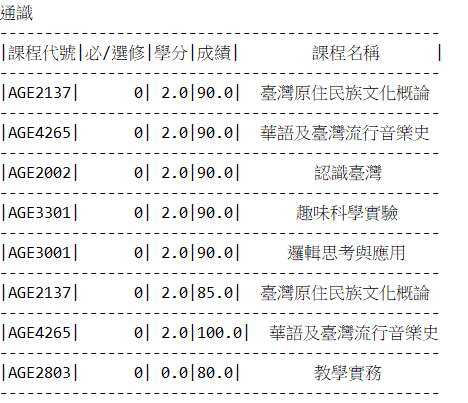 通識
--------------------------------------------------
|課程代號|必/選修|學分|成績|        課程名稱      |
--------------------------------------------------
|AGE2137|      0| 2.0|90.0|  臺灣原住民族文化概論
--------------------------------------------------
|AGE4265|      0| 2.0|90.0|  華語及臺灣流行音樂史
--------------------------------------------------
|AGE2002|      0| 2.0|90.0|        認識臺灣
--------------------------------------------------
|AGE3301|      0| 2.0|90.0|      趣味科學實驗
--------------------------------------------------
|AGE3001|      0| 2.0|90.0|     邏輯思考與應用
--------------------------------------------------
|AGE2137|      0| 2.0|85.0|  臺灣原住民族文化概論
--------------------------------------------------
|AGE4265|      0| 2.0|100.0|  華語及臺灣流行音樂史
--------------------------------------------------
|AGE2803|      0| 0.0|80.0|        教學實務
--------------------------------------------------